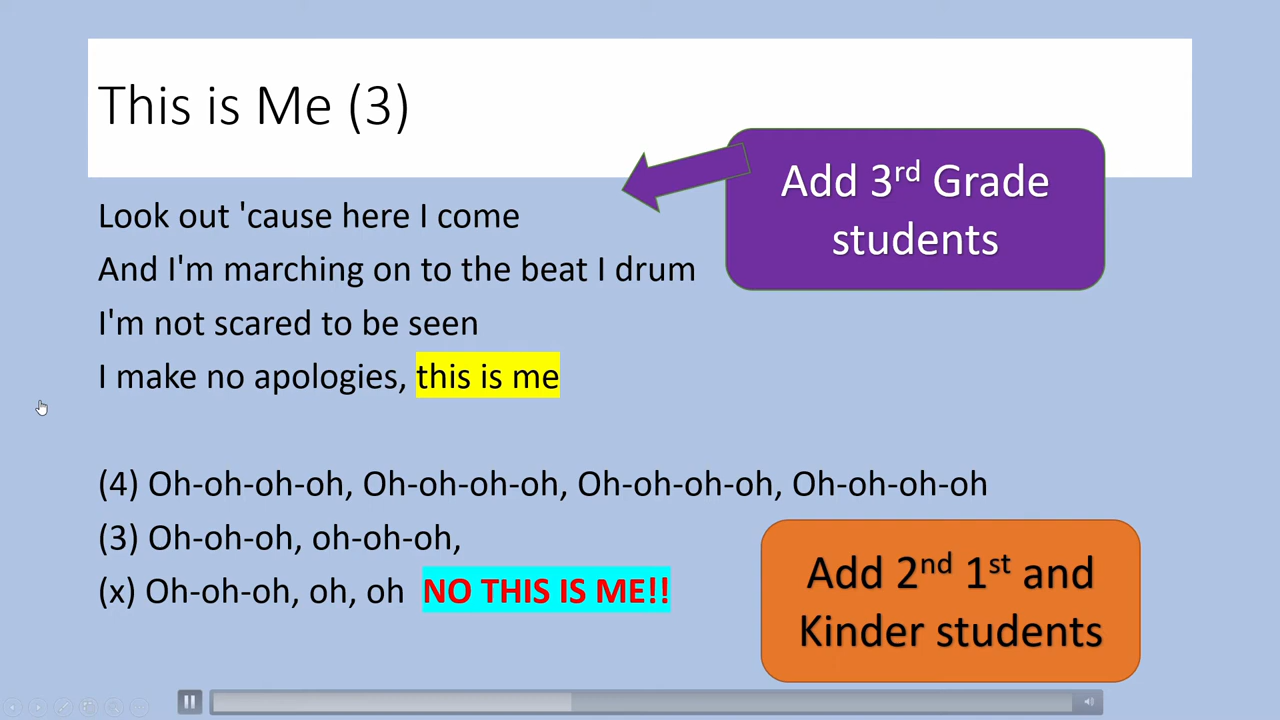 This is Me (3)
Add 3rd Grade
students
Look out 'cause here I come
And I'm marching on to the beat I drum
I'm not scared to be seen
I make no apologies, this is me
(4) Oh-oh-oh-oh, Oh-oh-oh-oh, Oh-oh-oh-oh, Oh-oh-oh-oh
(3) Oh-oh-oh, oh-oh-oh,
(x) Oh-oh-oh, oh, oh NO THIS IS ME!!
Add 2nd 1st and
Kinder students